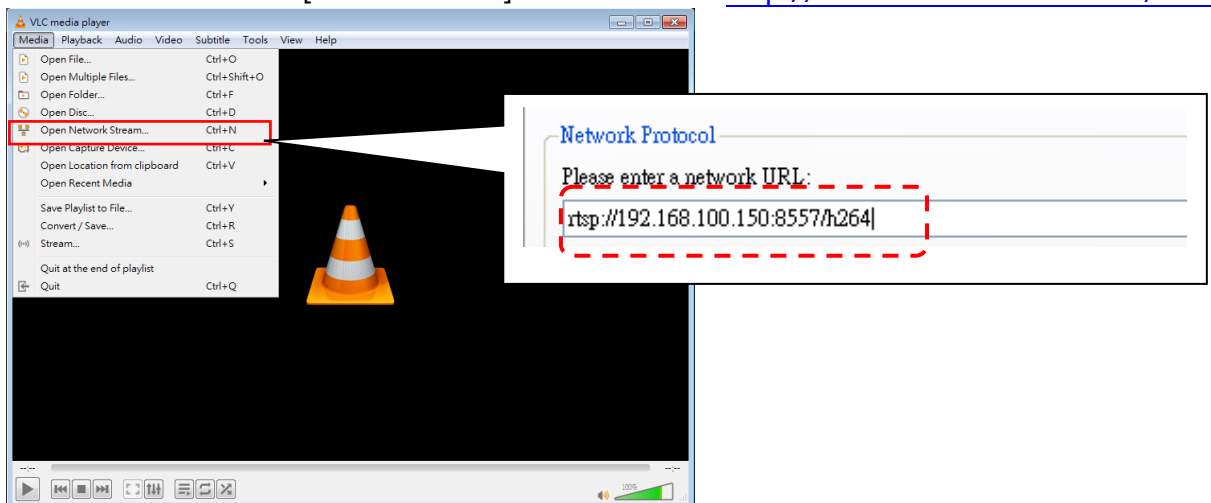 VLC media player
Media Playback Audio Video Subtitle Tools View Help
Open File... Ctrl+O
Open Multiple Files... Ctrl+Shift+O
Open Folder... Ctrl+F
Open Disc... Ctrl+D
Open Network Stream... Ctrl+N
Open Capture Device... Ctrl+C
Open Location from clipboard Ctrl+V
Open Recent Media
Save Playlist to File... Ctrl+Y
Convert / Save... Ctrl+R
Stream... Ctrl+S
Quit at the end of playlist
Quit Ctrl+Q
Network Protocol
Please enter a network URL:
rtsp://192.168.100.150:8557/h264
--:-- --:--
100%